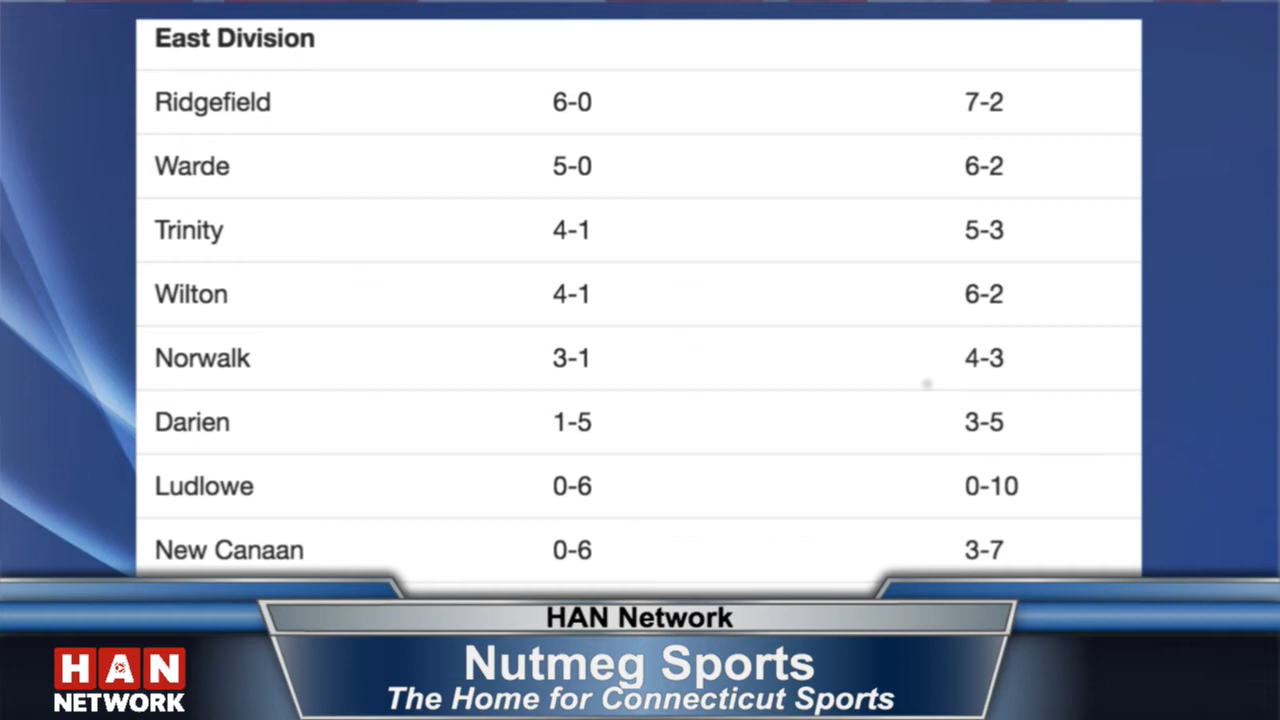 East Division
Ridgefield 6-0 7-2
Warde 5-0 6-2
Trinity 4-1 5-3
Wilton 4-1 6-2
Norwalk 3-1 4-3
Darien 1-5 3-5
Ludlowe 0-6 0-10
New Canaan 0-6 3-7
HAN Network
Nutmeg Sports
The Home for Connecticut Sports
HAN
NETWORK